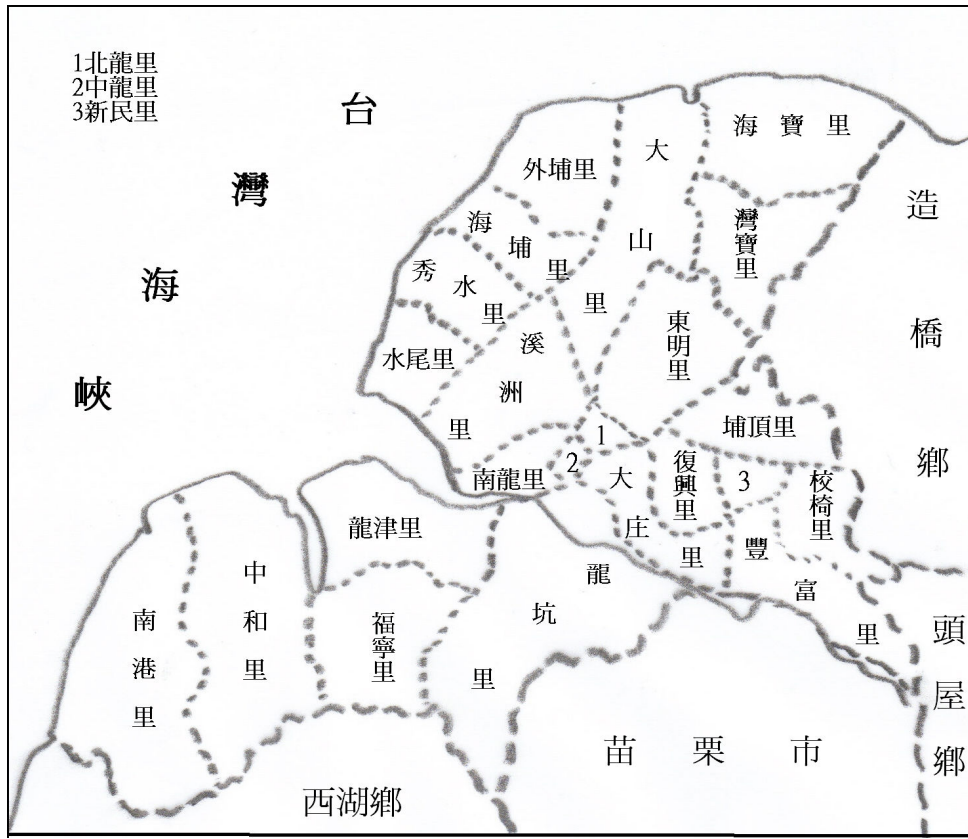 1北龍里
2中龍里
3新民里
台灣海峽
海寶里
外埔里
大山里
灣寶里
造橋鄉
海埔里
秀水里
水尾里
溪洲里
東明里
埔頂里
1
2
南龍里
大庄里
復興里
3
校椅里
豐富里
龍津里
龍坑里
中和里
南港里
福寧里
頭屋鄉
苗栗市
西湖鄉